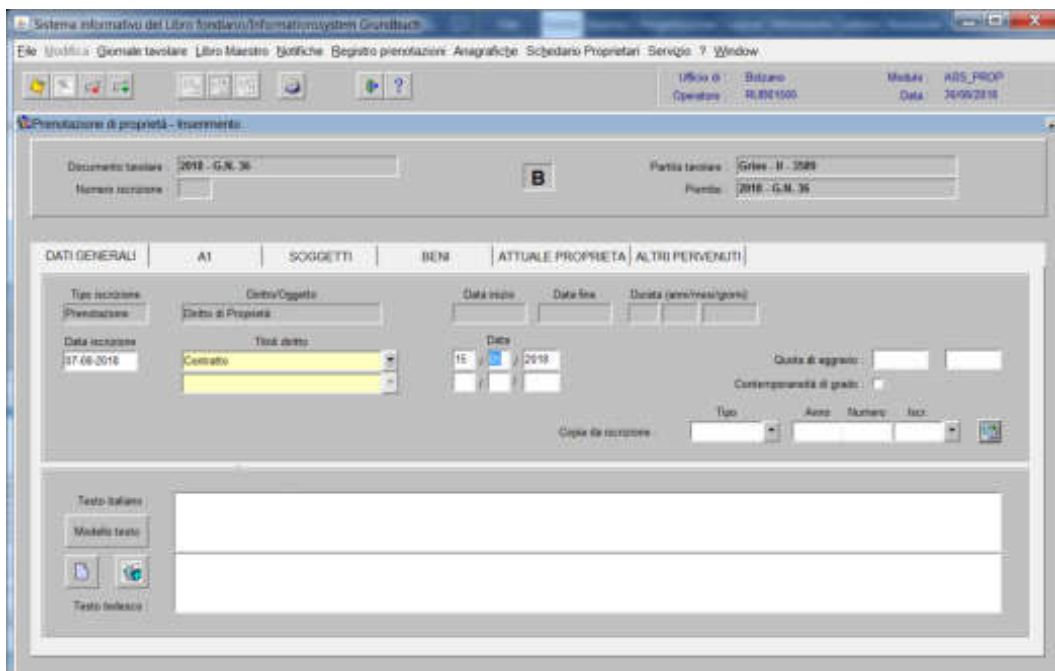 Sistema informativo del Libro fondiario/Informationssystem Grundbuch
File Modifica Giornale tavolare Libro Maestro Notifiche Registro prenotazioni Anagrafiche Schedario Proprietari Servizio ? Window
Ufficio di : Bolzano Modulo : ABS_PROP
Operatore : Data :
Prenotazione di proprietà - Inserimento
Documento tavolare : 2018 - G.N. 36 B Partita tavolare : Gries - II - 3589
Numero iscrizione : Piombo : 2018 - G.N. 36
DATI GENERALI A1 SOGGETTI BENI ATTUALE PROPRIETA ALTRI PERVENUTI
Tipo iscrizione Diritto/Oggetto Data inizio Data fine Durata (anni/mesi/giorni)
Prenotazione Diritto di Proprietà
Data iscrizione Titoli diritto Data
07-06-2018 Contratto 15 / / 2018 Quota di aggravio :
/ / Contemporaneità di grado :
Tipo Anno Numero Iscr.
Copia da iscrizione :
Testo italiano
Modello testo
Testo tedesco